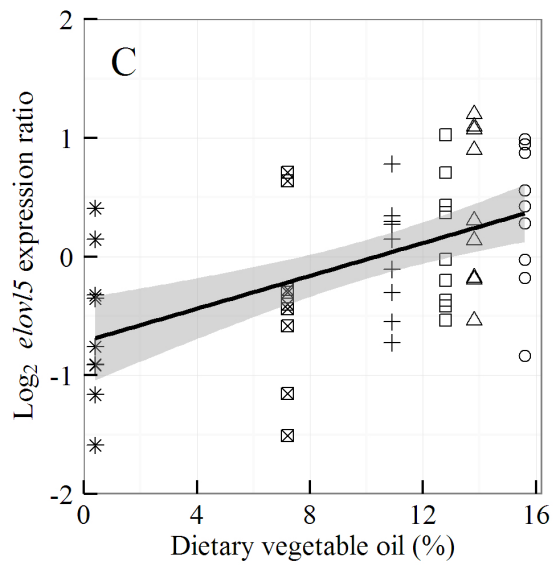 C
2
1
0
-1
-2
Log₂ elovl5 expression ratio
0 4 8 12 16
Dietary vegetable oil (%)